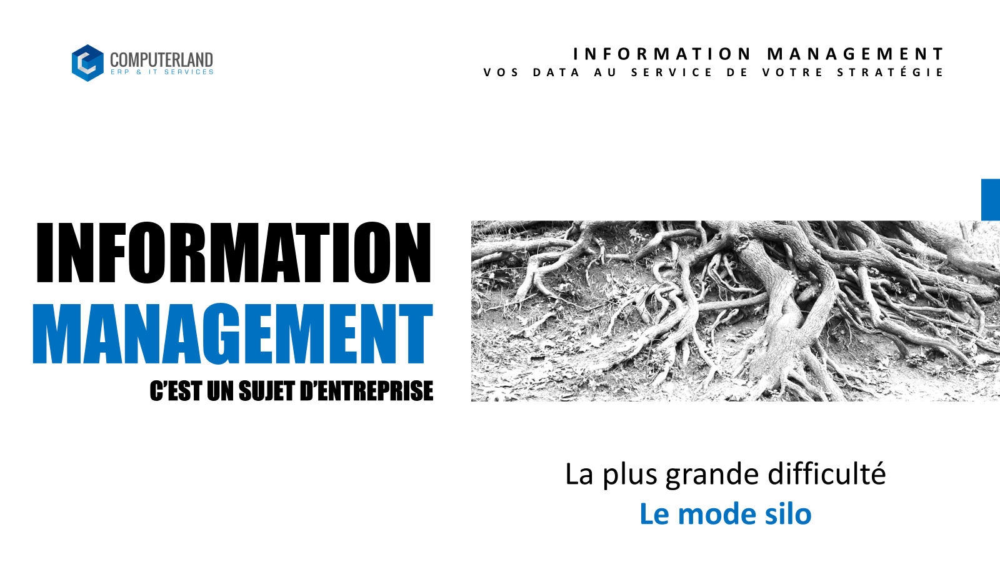 COMPUTERLAND
ERP & IT SERVICES
INFORMATION MANAGEMENT
VOS DATA AU SERVICE DE VOTRE STRATÉGIE
INFORMATION
MANAGEMENT
C’EST UN SUJET D’ENTREPRISE
La plus grande difficulté
Le mode silo